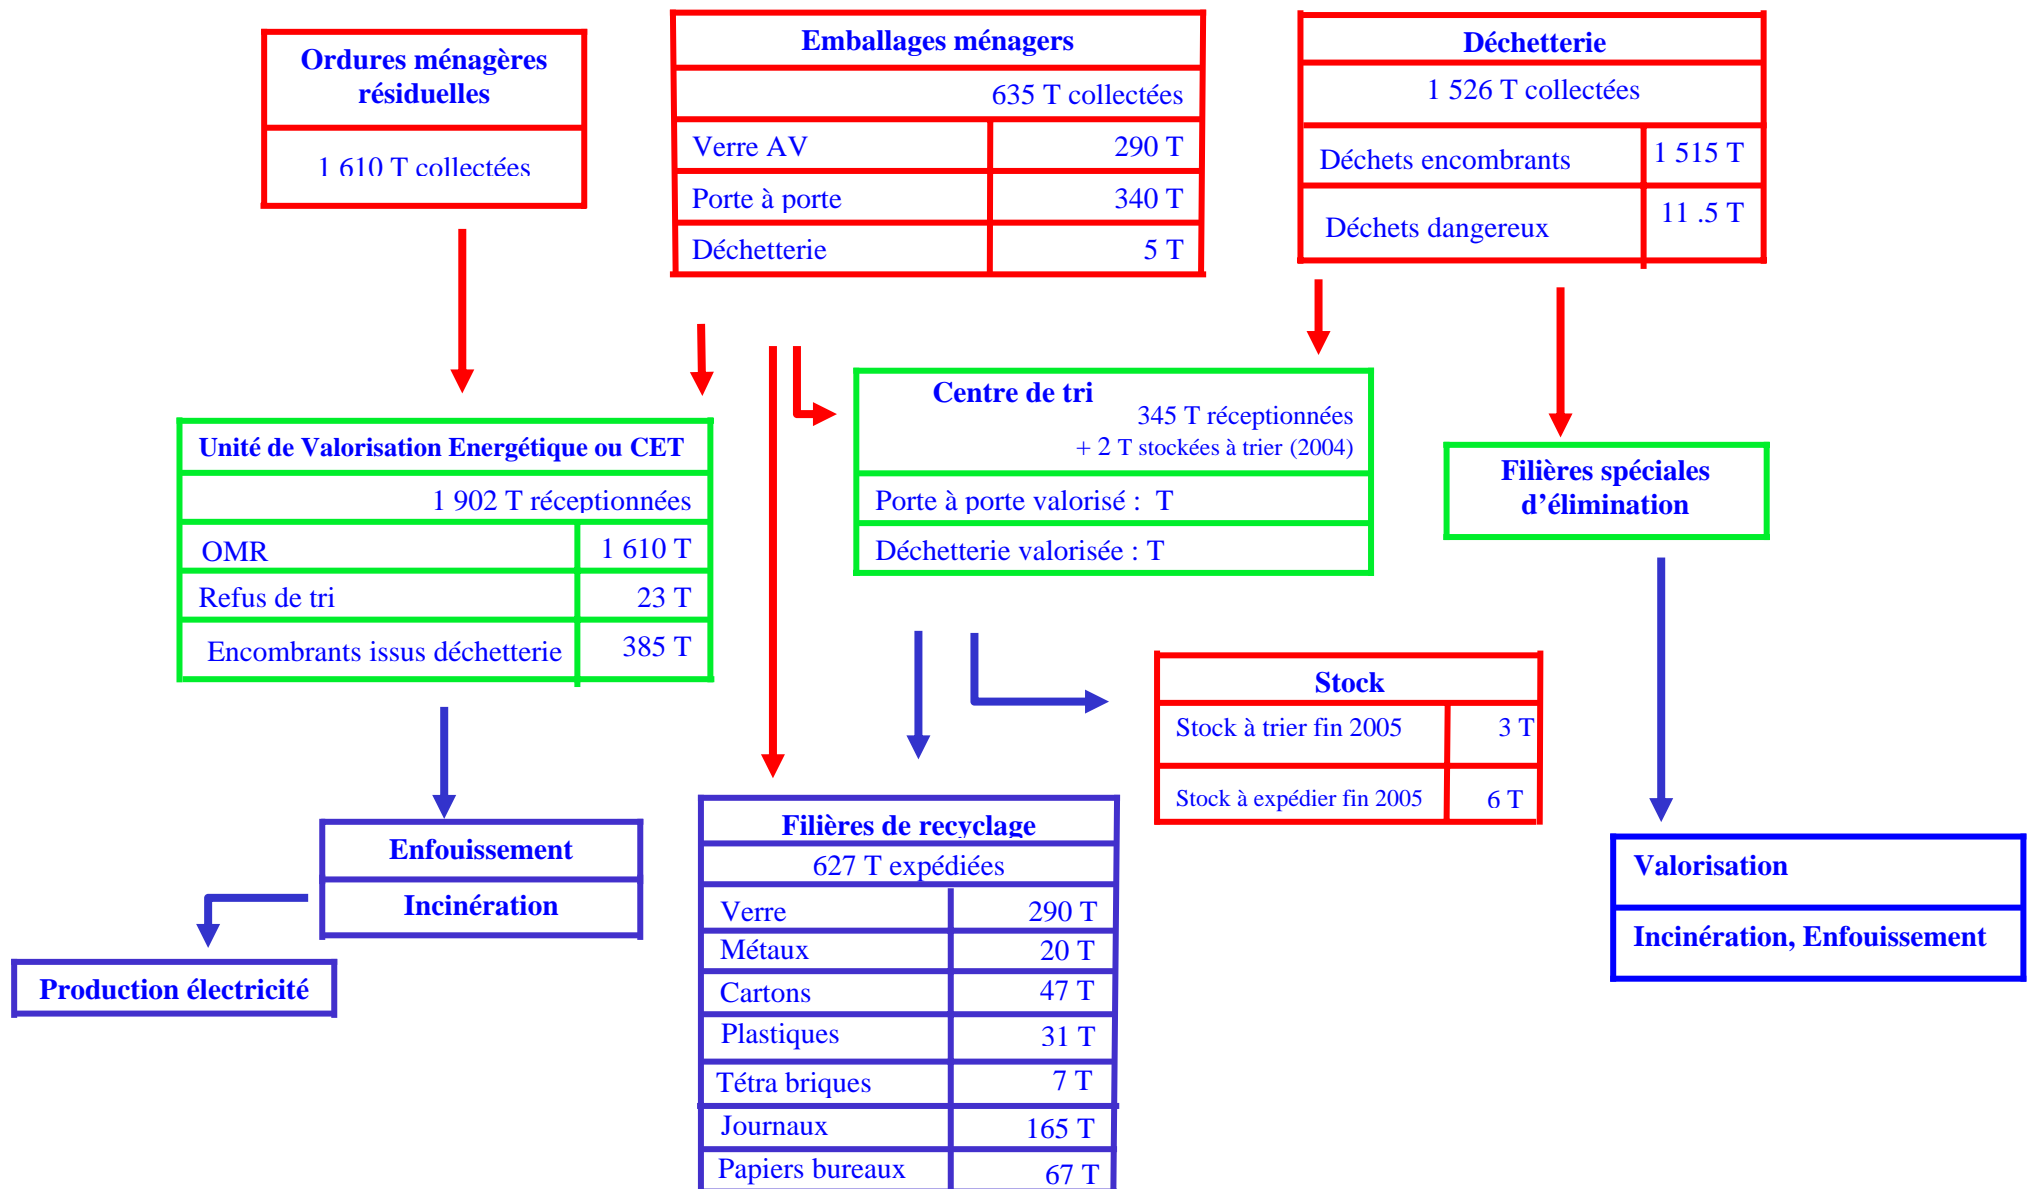 Ordures ménagères
résiduelles
1 610 T collectées
Emballages ménagers
635 T collectées
Verre AV 290 T
Porte à porte 340 T
Déchetterie 5 T
Déchetterie
1 526 T collectées
Déchets encombrants 1 515 T
Déchets dangereux 11 .5 T
Unité de Valorisation Energétique ou CET
1 902 T réceptionnées
OMR 1 610 T
Refus de tri 23 T
Encombrants issus déchetterie 385 T
Centre de tri
345 T réceptionnées
+ 2 T stockées à trier (2004)
Porte à porte valorisé : T
Déchetterie valorisée : T
Filières spéciales
d’élimination
Stock
Stock à trier fin 2005 3 T
Stock à expédier fin 2005 6 T
Enfouissement
Incinération
Production électricité
Filières de recyclage
627 T expédiées
Verre 290 T
Métaux 20 T
Cartons 47 T
Plastiques 31 T
Tétra briques 7 T
Journaux 165 T
Papiers bureaux 67 T
Valorisation
Incinération, Enfouissement